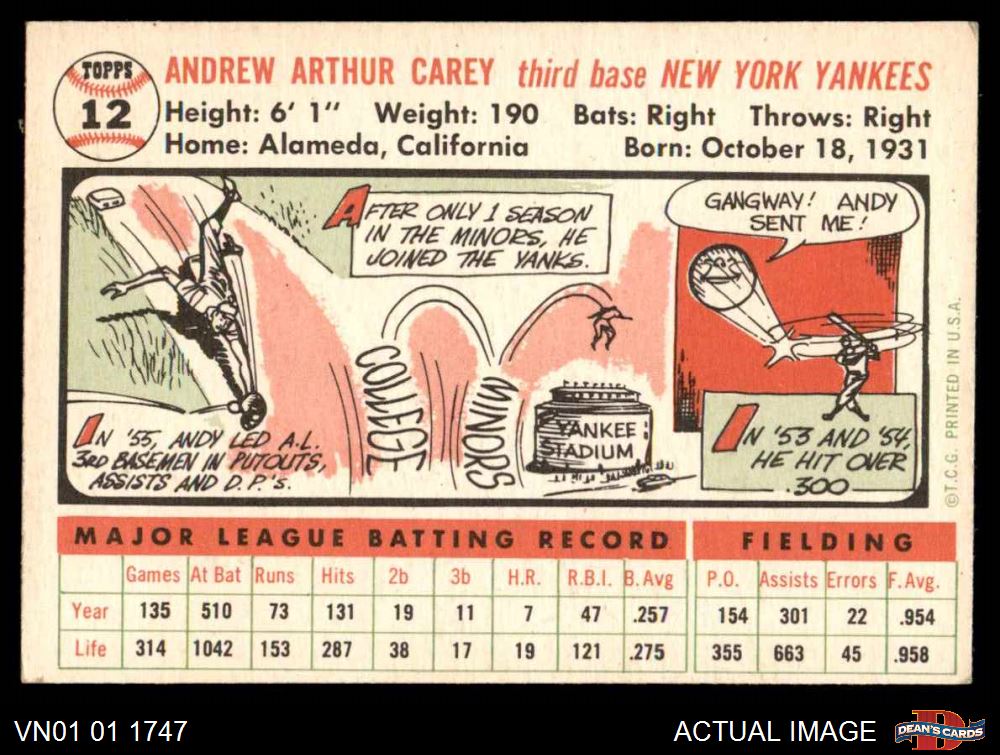 TOPPS
12
ANDREW ARTHUR CAREY third base NEW YORK YANKEES
Height: 6' 1" Weight: 190 Bats: Right Throws: Right
Home: Alameda, California Born: October 18, 1931
AFTER ONLY 1 SEASON
IN THE MINORS, HE
JOINED THE YANKS.
GANGWAY! ANDY
SENT ME!
COLLEGE
MINORS
YANKEE
STADIUM
IN '55, ANDY LED A.L.
3RD BASEMEN IN PUTOUTS,
ASSISTS AND D.P.'s.
IN '53 AND '54,
HE HIT OVER
.300
©T.C.G. PRINTED IN U.S.A.
MAJOR LEAGUE BATTING RECORD FIELDING
Games At Bat Runs Hits 2b 3b H.R. R.B.I. B. Avg P.O. Assists Errors F. Avg.
Year 135 510 73 131 19 11 7 47 .257 154 301 22 .954
Life 314 1042 153 287 38 17 19 121 .275 355 663 45 .958
VN01 01 1747 ACTUAL IMAGE
D
DEAN'S CARDS